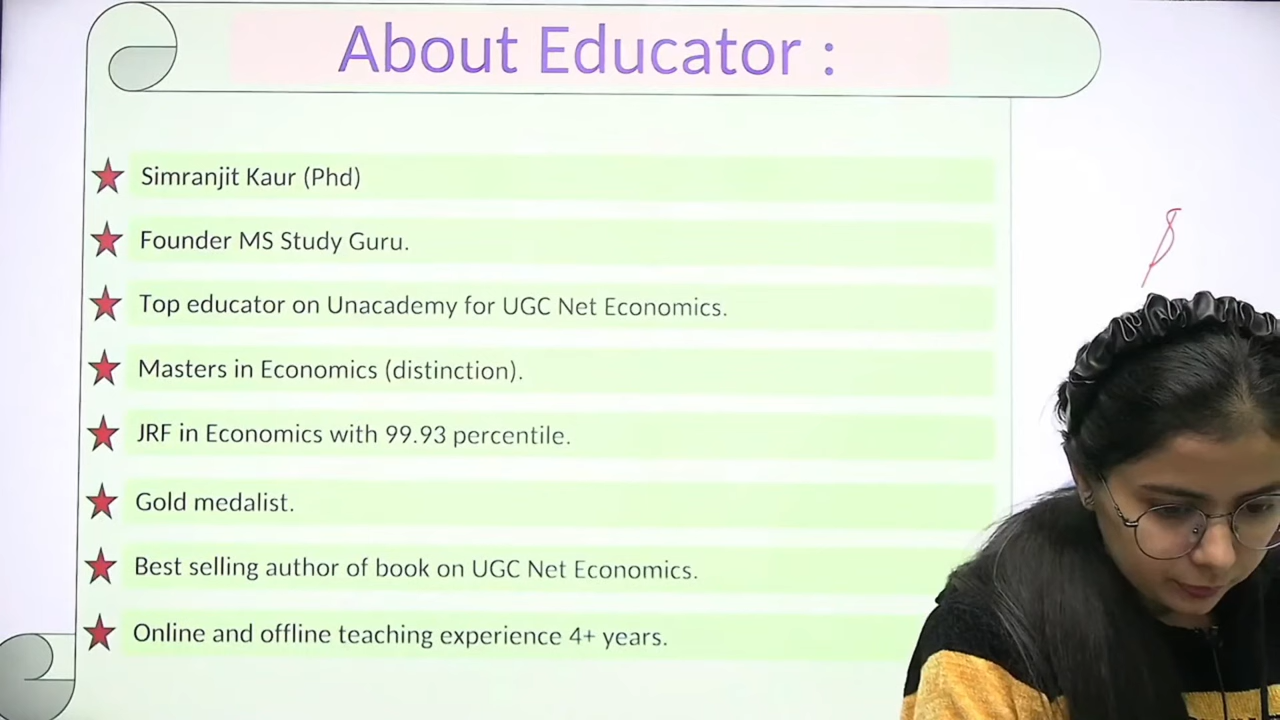 About Educator :
Simranjit Kaur (Phd)
Founder MS Study Guru.
Top educator on Unacademy for UGC Net Economics.
Masters in Economics (distinction).
JRF in Economics with 99.93 percentile.
Gold medalist.
Best selling author of book on UGC Net Economics.
Online and offline teaching experience 4+ years.